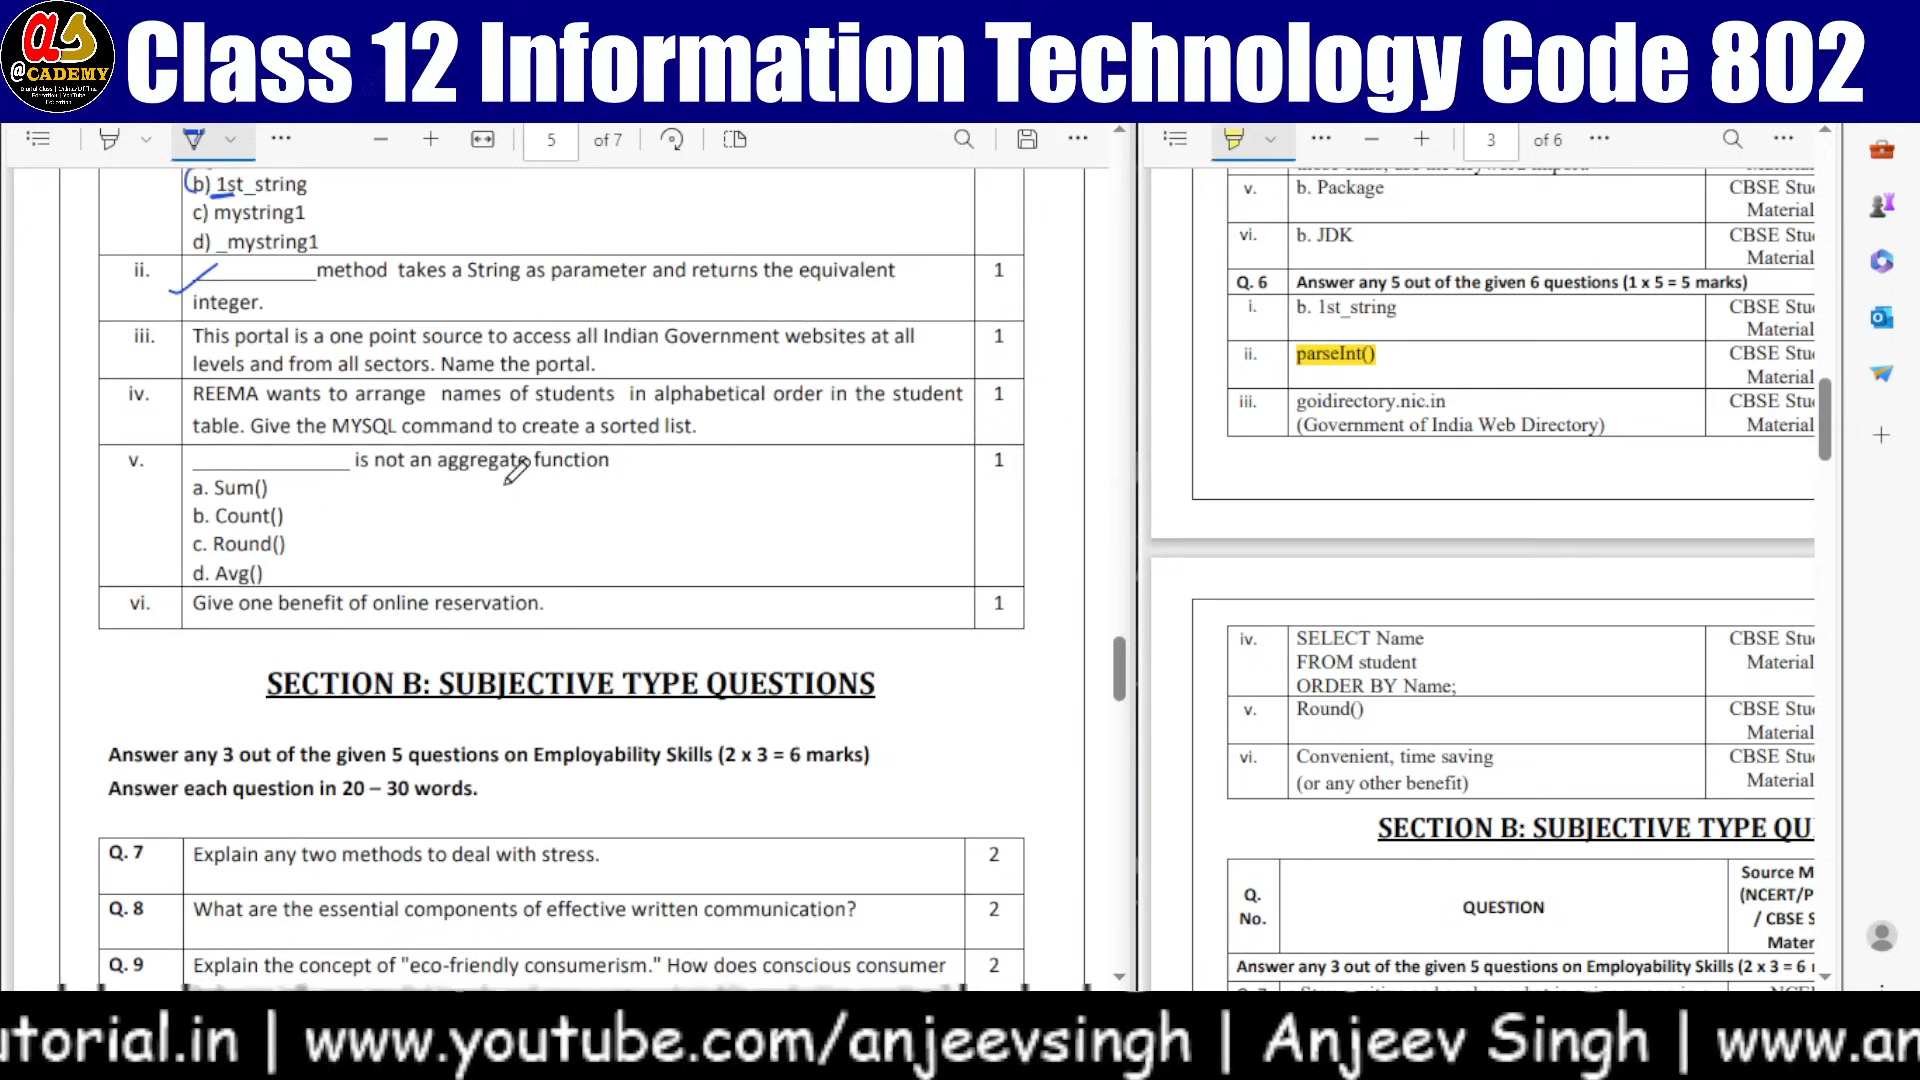 Class 12 Information Technology Code 802
as
@CADEMY
5 of 7
b) 1st_string
c) mystring1
d) _mystring1
ii. ____________method takes a String as parameter and returns the equivalent 1
integer.
iii. This portal is a one point source to access all Indian Government websites at all 1
levels and from all sectors. Name the portal.
iv. REEMA wants to arrange names of students in alphabetical order in the student 1
table. Give the MYSQL command to create a sorted list.
v. _______________ is not an aggregate function 1
a. Sum()
b. Count()
c. Round()
d. Avg()
vi. Give one benefit of online reservation. 1
SECTION B: SUBJECTIVE TYPE QUESTIONS
Answer any 3 out of the given 5 questions on Employability Skills (2 x 3 = 6 marks)
Answer each question in 20 – 30 words.
Q. 7 Explain any two methods to deal with stress. 2
Q. 8 What are the essential components of effective written communication? 2
Q. 9 Explain the concept of "eco-friendly consumerism." How does conscious consumer 2
3 of 6
v. b. Package CBSE Stu
Material
vi. b. JDK CBSE Stu
Material
Q. 6 Answer any 5 out of the given 6 questions (1 x 5 = 5 marks)
i. b. 1st_string CBSE Stu
Material
ii. parseInt() CBSE Stu
Material
iii. goidirectory.nic.in CBSE Stu
(Government of India Web Directory) Material
iv. SELECT Name CBSE Stu
FROM student Material
ORDER BY Name;
v. Round() CBSE Stu
Material
vi. Convenient, time saving CBSE Stu
(or any other benefit) Material
SECTION B: SUBJECTIVE TYPE QU
Q. No. QUESTION Source M
(NCERT/P
/ CBSE S
Mater
Answer any 3 out of the given 5 questions on Employability Skills (2 x 3 = 6
utorial.in | www.youtube.com/anjeevsingh | Anjeev Singh | www.an